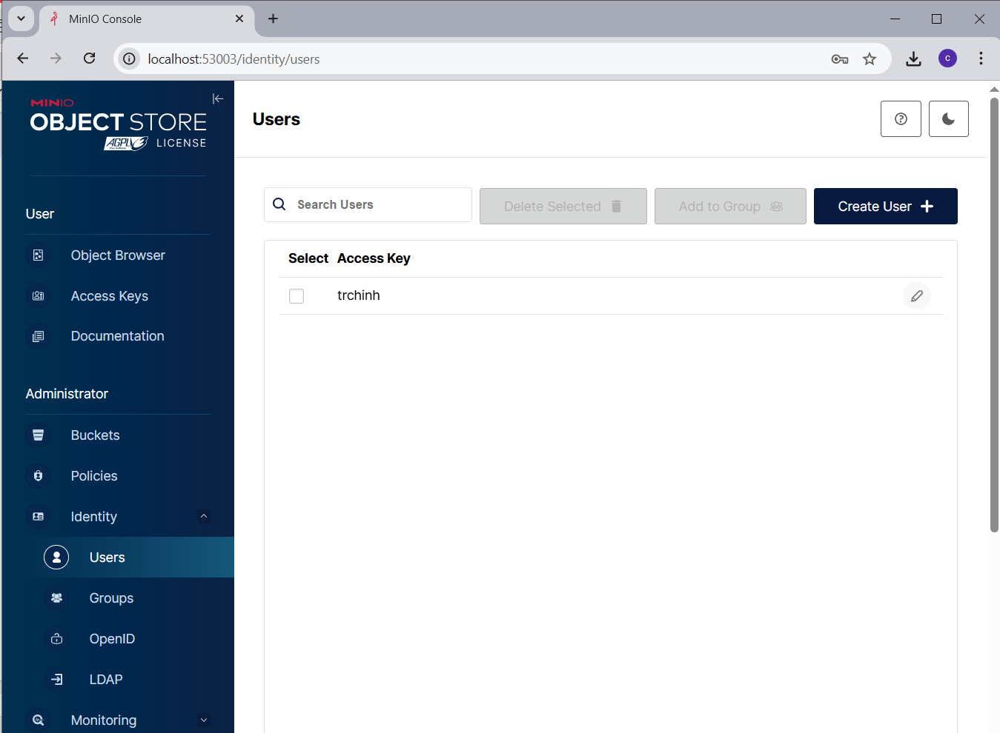 MinIO Console
localhost:53003/identity/users
C
MINIO
OBJECT STORE
AGPL LICENSE
User
Object Browser
Access Keys
Documentation
Administrator
Buckets
Policies
Identity
Users
Groups
OpenID
LDAP
Monitoring
Users
Search Users
Delete Selected
Add to Group
Create User
Select Access Key
trchinh